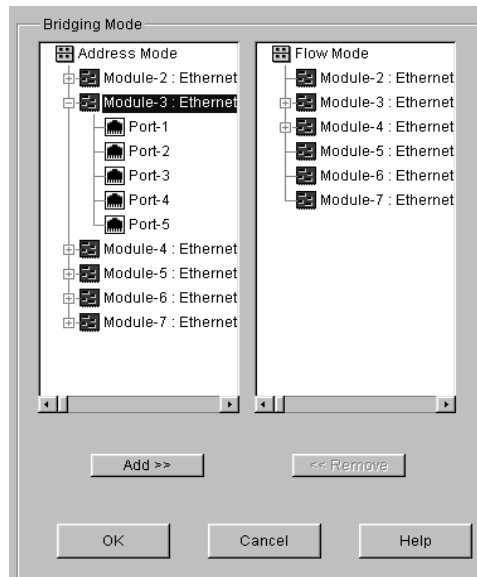 Bridging Mode
Address Mode
Module-2 : Ethernet
Module-3 : Ethernet
Port-1
Port-2
Port-3
Port-4
Port-5
Module-4 : Ethernet
Module-5 : Ethernet
Module-6 : Ethernet
Module-7 : Ethernet
Flow Mode
Module-2 : Ethernet
Module-3 : Ethernet
Module-4 : Ethernet
Module-5 : Ethernet
Module-6 : Ethernet
Module-7 : Ethernet
Add >>
<< Remove
OK
Cancel
Help